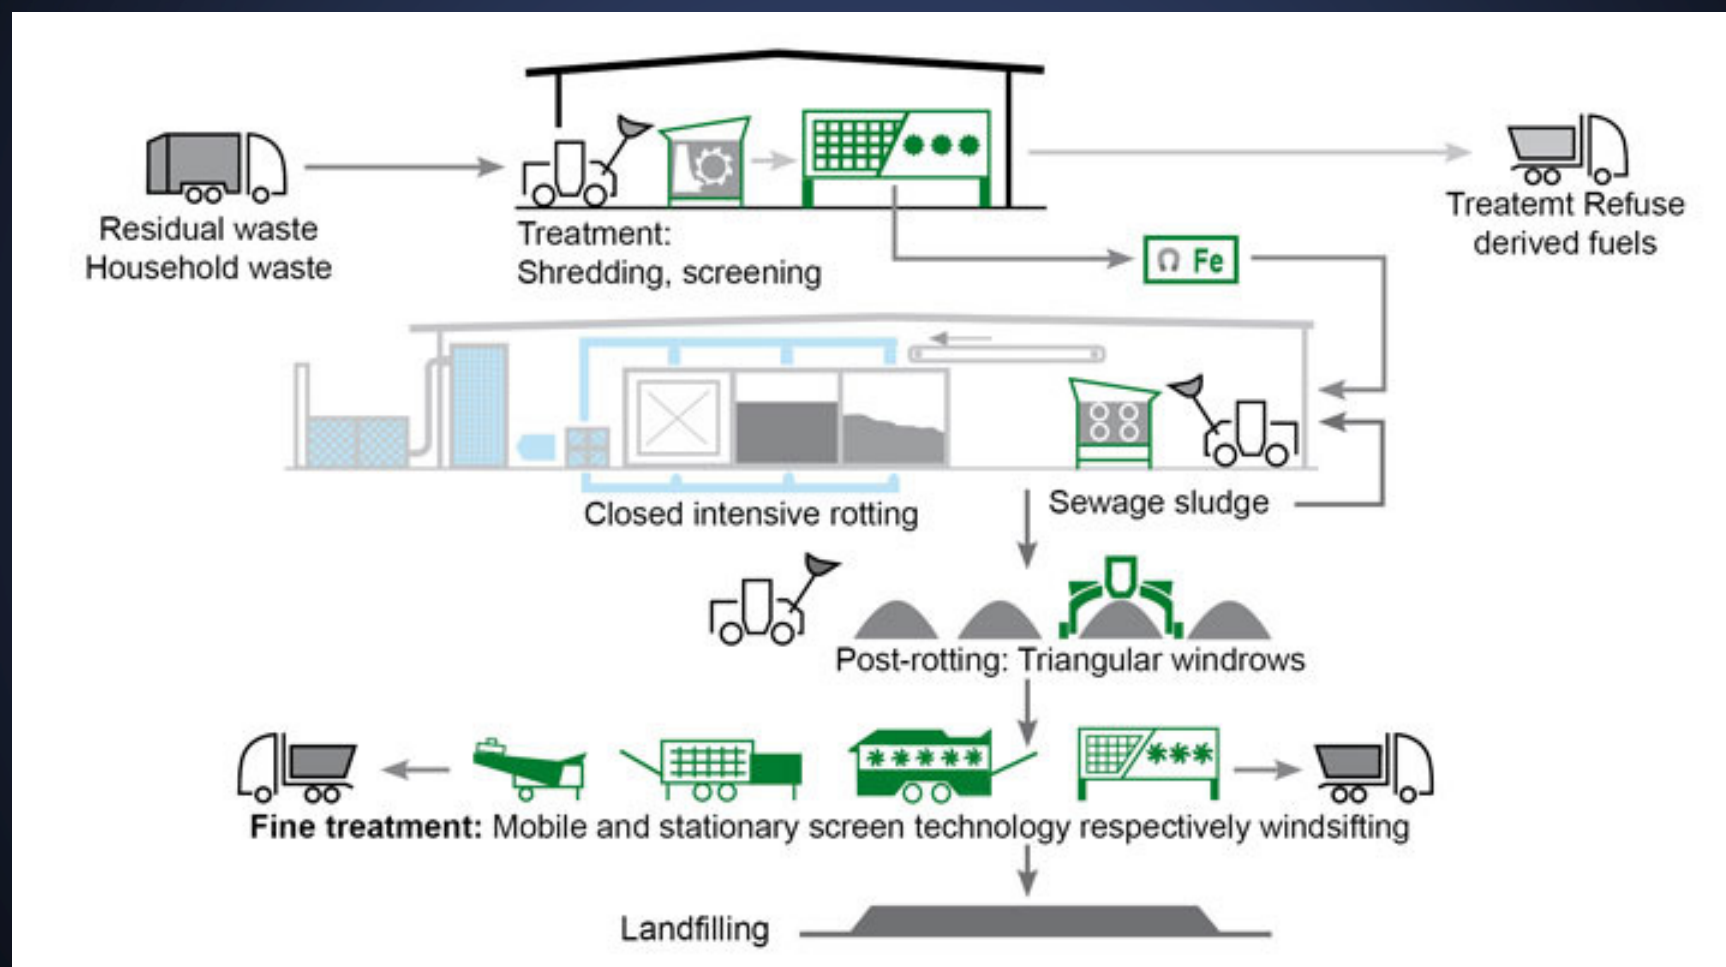 Residual waste
Household waste
Treatment:
Shredding, screening
Treatemt Refuse
derived fuels
Fe
Closed intensive rotting
Sewage sludge
Post-rotting: Triangular windrows
Fine treatment: Mobile and stationary screen technology respectively windsifting
Landfilling